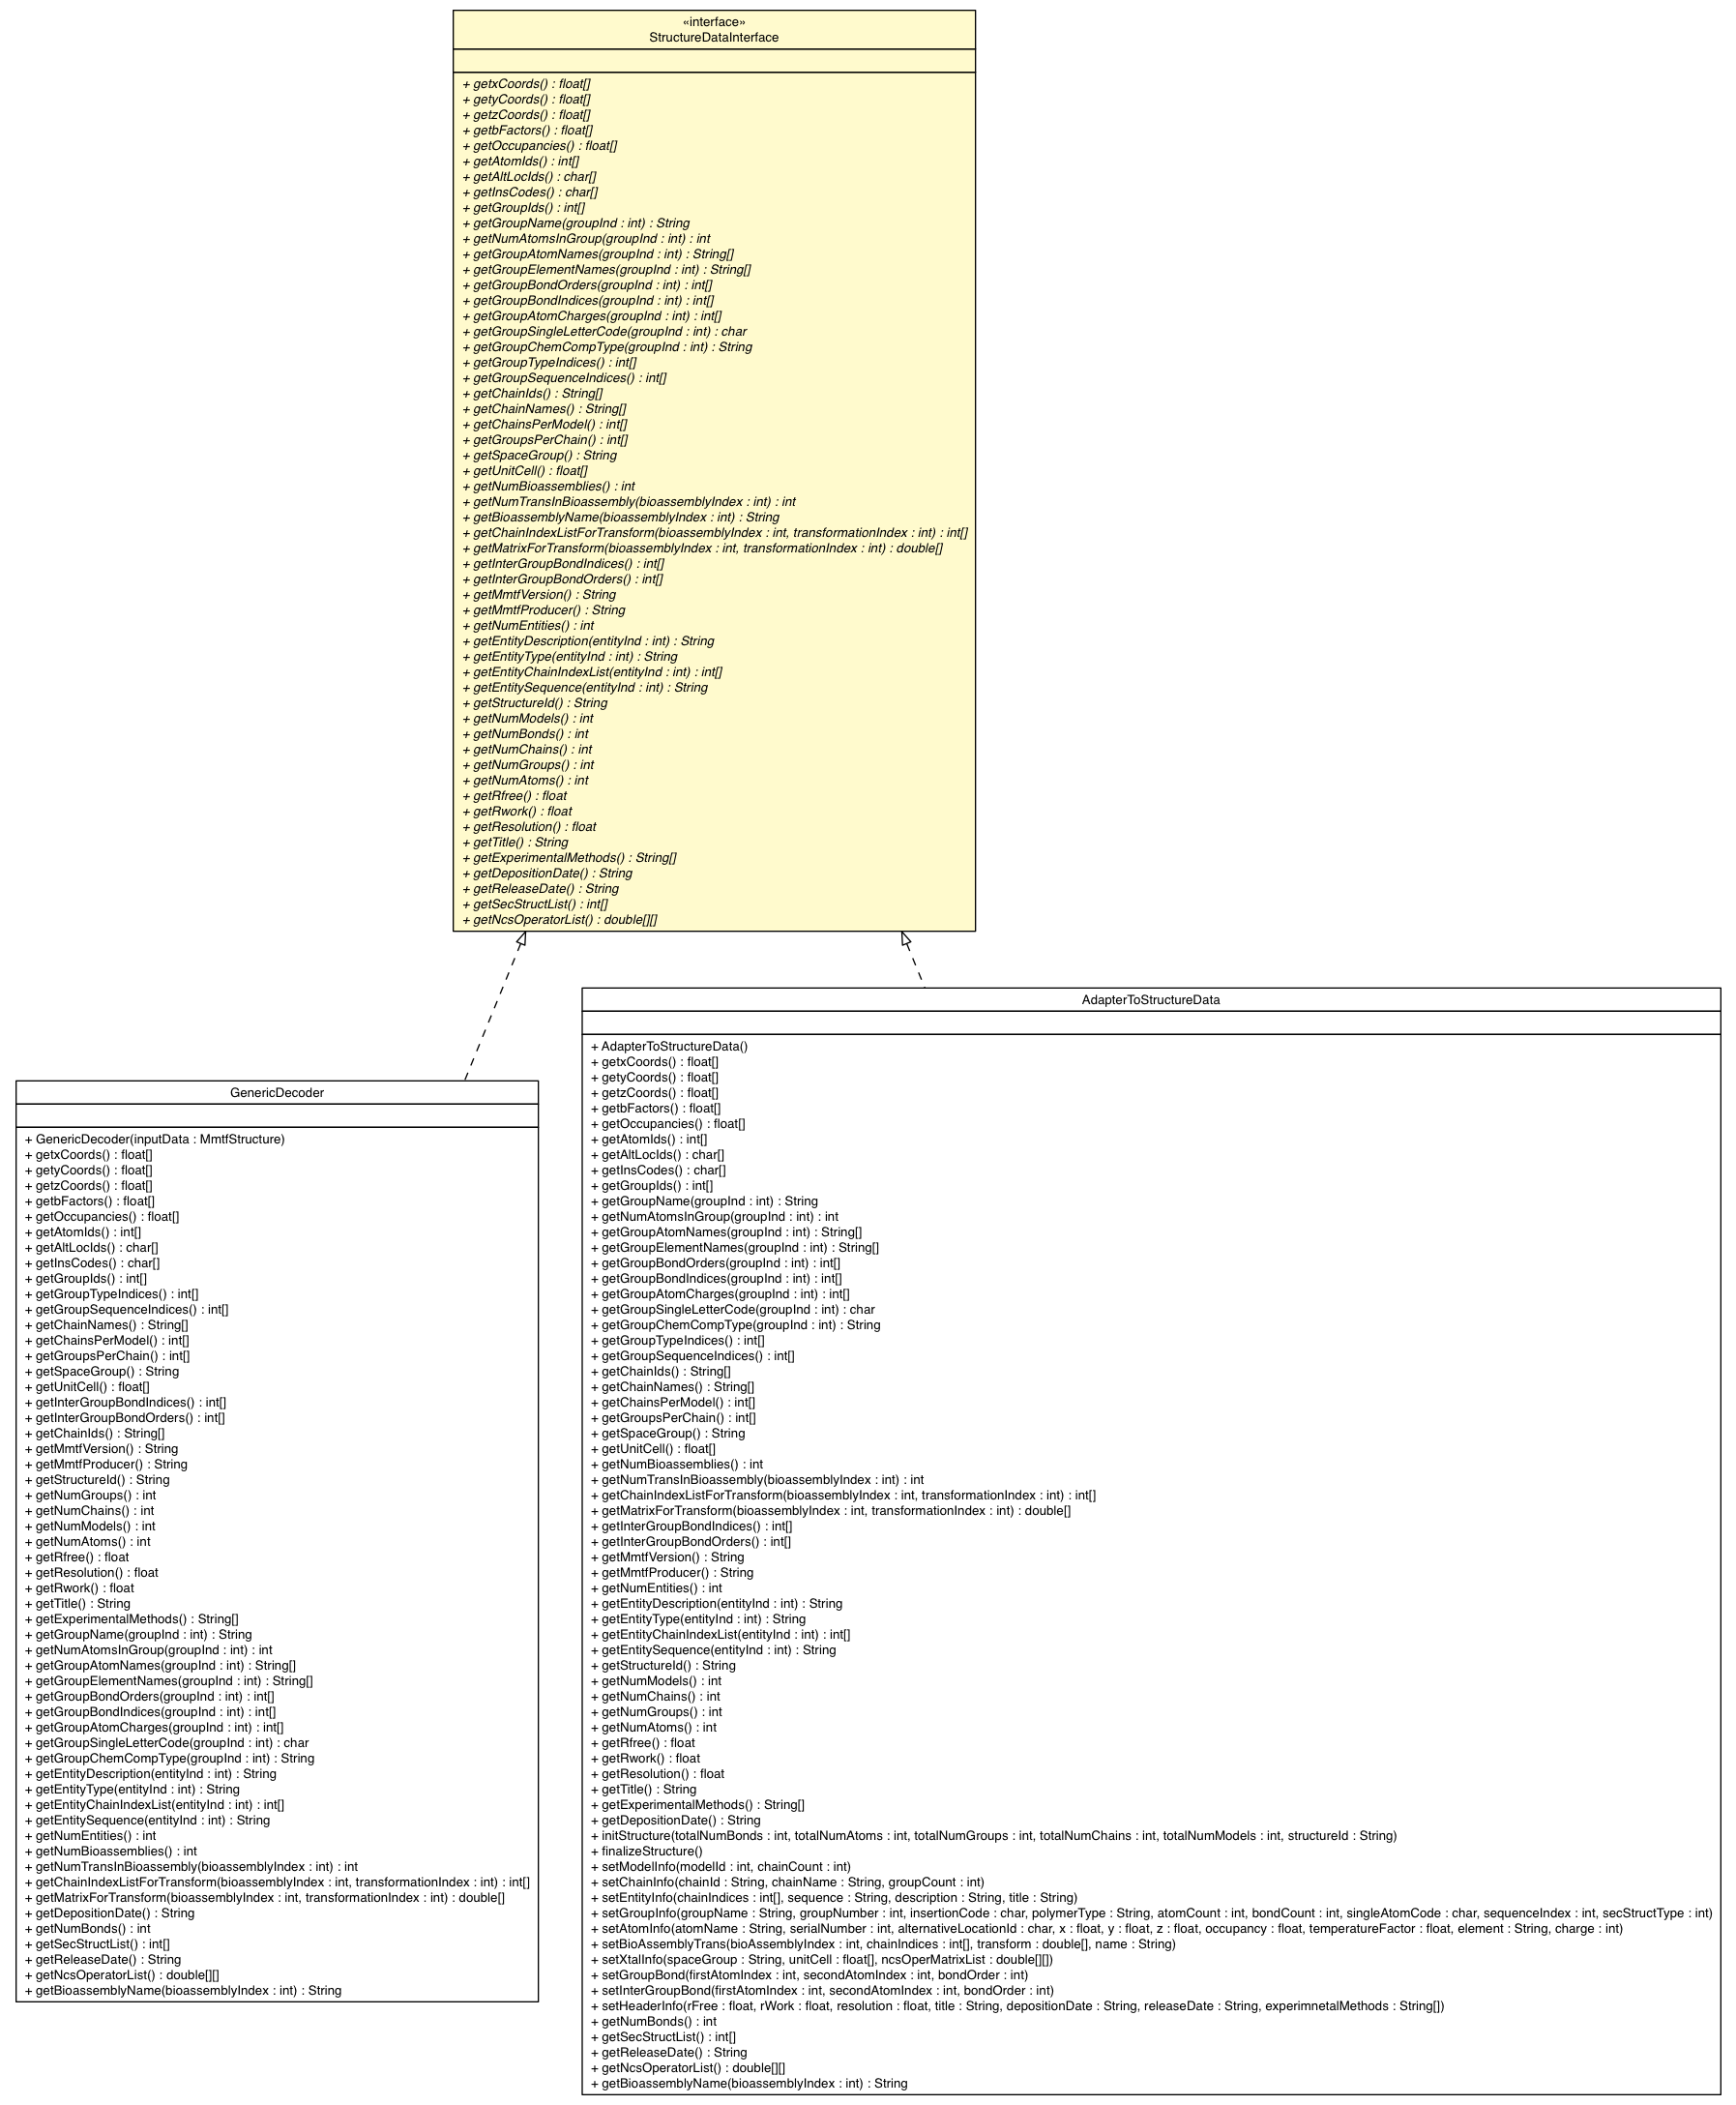 «interface»
StructureDataInterface
+ getxCoords() : float[]
+ getyCoords() : float[]
+ getzCoords() : float[]
+ getbFactors() : float[]
+ getOccupancies() : float[]
+ getAtomIds() : int[]
+ getAltLocIds() : char[]
+ getInsCodes() : char[]
+ getGroupIds() : int[]
+ getGroupName(groupInd : int) : String
+ getNumAtomsInGroup(groupInd : int) : int
+ getGroupAtomNames(groupInd : int) : String[]
+ getGroupElementNames(groupInd : int) : String[]
+ getGroupBondOrders(groupInd : int) : int[]
+ getGroupBondIndices(groupInd : int) : int[]
+ getGroupAtomCharges(groupInd : int) : int[]
+ getGroupSingleLetterCode(groupInd : int) : char
+ getGroupChemCompType(groupInd : int) : String
+ getGroupTypeIndices() : int[]
+ getGroupSequenceIndices() : int[]
+ getChainIds() : String[]
+ getChainNames() : String[]
+ getChainsPerModel() : int[]
+ getGroupsPerChain() : int[]
+ getSpaceGroup() : String
+ getUnitCell() : float[]
+ getNumBioassemblies() : int
+ getNumTransInBioassembly(bioassemblyIndex : int) : int
+ getBioassemblyName(bioassemblyIndex : int) : String
+ getChainIndexListForTransform(bioassemblyIndex : int, transformationIndex : int) : int[]
+ getMatrixForTransform(bioassemblyIndex : int, transformationIndex : int) : double[]
+ getInterGroupBondIndices() : int[]
+ getInterGroupBondOrders() : int[]
+ getMmtfVersion() : String
+ getMmtfProducer() : String
+ getNumEntities() : int
+ getEntityDescription(entityInd : int) : String
+ getEntityType(entityInd : int) : String
+ getEntityChainIndexList(entityInd : int) : int[]
+ getEntitySequence(entityInd : int) : String
+ getStructureId() : String
+ getNumModels() : int
+ getNumBonds() : int
+ getNumChains() : int
+ getNumGroups() : int
+ getNumAtoms() : int
+ getRfree() : float
+ getRwork() : float
+ getResolution() : float
+ getTitle() : String
+ getExperimentalMethods() : String[]
+ getDepositionDate() : String
+ getReleaseDate() : String
+ getSecStructList() : int[]
+ getNcsOperatorList() : double[][]
GenericDecoder
+ GenericDecoder(inputData : MmtfStructure)
+ getxCoords() : float[]
+ getyCoords() : float[]
+ getzCoords() : float[]
+ getbFactors() : float[]
+ getOccupancies() : float[]
+ getAtomIds() : int[]
+ getAltLocIds() : char[]
+ getInsCodes() : char[]
+ getGroupIds() : int[]
+ getGroupTypeIndices() : int[]
+ getGroupSequenceIndices() : int[]
+ getChainNames() : String[]
+ getChainsPerModel() : int[]
+ getGroupsPerChain() : int[]
+ getSpaceGroup() : String
+ getUnitCell() : float[]
+ getInterGroupBondIndices() : int[]
+ getInterGroupBondOrders() : int[]
+ getChainIds() : String[]
+ getMmtfVersion() : String
+ getMmtfProducer() : String
+ getStructureId() : String
+ getNumGroups() : int
+ getNumChains() : int
+ getNumModels() : int
+ getNumAtoms() : int
+ getRfree() : float
+ getResolution() : float
+ getRwork() : float
+ getTitle() : String
+ getExperimentalMethods() : String[]
+ getGroupName(groupInd : int) : String
+ getNumAtomsInGroup(groupInd : int) : int
+ getGroupAtomNames(groupInd : int) : String[]
+ getGroupElementNames(groupInd : int) : String[]
+ getGroupBondOrders(groupInd : int) : int[]
+ getGroupBondIndices(groupInd : int) : int[]
+ getGroupAtomCharges(groupInd : int) : int[]
+ getGroupSingleLetterCode(groupInd : int) : char
+ getGroupChemCompType(groupInd : int) : String
+ getEntityDescription(entityInd : int) : String
+ getEntityType(entityInd : int) : String
+ getEntityChainIndexList(entityInd : int) : int[]
+ getEntitySequence(entityInd : int) : String
+ getNumEntities() : int
+ getNumBioassemblies() : int
+ getNumTransInBioassembly(bioassemblyIndex : int) : int
+ getChainIndexListForTransform(bioassemblyIndex : int, transformationIndex : int) : int[]
+ getMatrixForTransform(bioassemblyIndex : int, transformationIndex : int) : double[]
+ getDepositionDate() : String
+ getNumBonds() : int
+ getSecStructList() : int[]
+ getReleaseDate() : String
+ getNcsOperatorList() : double[][]
+ getBioassemblyName(bioassemblyIndex : int) : String
AdapterToStructureData
+ AdapterToStructureData()
+ getxCoords() : float[]
+ getyCoords() : float[]
+ getzCoords() : float[]
+ getbFactors() : float[]
+ getOccupancies() : float[]
+ getAtomIds() : int[]
+ getAltLocIds() : char[]
+ getInsCodes() : char[]
+ getGroupIds() : int[]
+ getGroupName(groupInd : int) : String
+ getNumAtomsInGroup(groupInd : int) : int
+ getGroupAtomNames(groupInd : int) : String[]
+ getGroupElementNames(groupInd : int) : String[]
+ getGroupBondOrders(groupInd : int) : int[]
+ getGroupBondIndices(groupInd : int) : int[]
+ getGroupAtomCharges(groupInd : int) : int[]
+ getGroupSingleLetterCode(groupInd : int) : char
+ getGroupChemCompType(groupInd : int) : String
+ getGroupTypeIndices() : int[]
+ getGroupSequenceIndices() : int[]
+ getChainIds() : String[]
+ getChainNames() : String[]
+ getChainsPerModel() : int[]
+ getGroupsPerChain() : int[]
+ getSpaceGroup() : String
+ getUnitCell() : float[]
+ getNumBioassemblies() : int
+ getNumTransInBioassembly(bioassemblyIndex : int) : int
+ getChainIndexListForTransform(bioassemblyIndex : int, transformationIndex : int) : int[]
+ getMatrixForTransform(bioassemblyIndex : int, transformationIndex : int) : double[]
+ getInterGroupBondIndices() : int[]
+ getInterGroupBondOrders() : int[]
+ getMmtfVersion() : String
+ getMmtfProducer() : String
+ getNumEntities() : int
+ getEntityDescription(entityInd : int) : String
+ getEntityType(entityInd : int) : String
+ getEntityChainIndexList(entityInd : int) : int[]
+ getEntitySequence(entityInd : int) : String
+ getStructureId() : String
+ getNumModels() : int
+ getNumChains() : int
+ getNumGroups() : int
+ getNumAtoms() : int
+ getRfree() : float
+ getRwork() : float
+ getResolution() : float
+ getTitle() : String
+ getExperimentalMethods() : String[]
+ getDepositionDate() : String
+ initStructure(totalNumBonds : int, totalNumAtoms : int, totalNumGroups : int, totalNumChains : int, totalNumModels : int, structureId : String)
+ finalizeStructure()
+ setModelInfo(modelId : int, chainCount : int)
+ setChainInfo(chainId : String, chainName : String, groupCount : int)
+ setEntityInfo(chainIndices : int[], sequence : String, description : String, title : String)
+ setGroupInfo(groupName : String, groupNumber : int, insertionCode : char, polymerType : String, atomCount : int, bondCount : int, singleAtomCode : char, sequenceIndex : int, secStructType : int)
+ setAtomInfo(atomName : String, serialNumber : int, alternativeLocationId : char, x : float, y : float, z : float, occupancy : float, temperatureFactor : float, element : String, charge : int)
+ setBioAssemblyTrans(bioAssemblyIndex : int, chainIndices : int[], transform : double[], name : String)
+ setXtalInfo(spaceGroup : String, unitCell : float[], ncsOperMatrixList : double[][])
+ setGroupBond(firstAtomIndex : int, secondAtomIndex : int, bondOrder : int)
+ setInterGroupBond(firstAtomIndex : int, secondAtomIndex : int, bondOrder : int)
+ setHeaderInfo(rFree : float, rWork : float, resolution : float, title : String, depositionDate : String, releaseDate : String, experimnetalMethods : String[])
+ getNumBonds() : int
+ getSecStructList() : int[]
+ getReleaseDate() : String
+ getNcsOperatorList() : double[][]
+ getBioassemblyName(bioassemblyIndex : int) : String